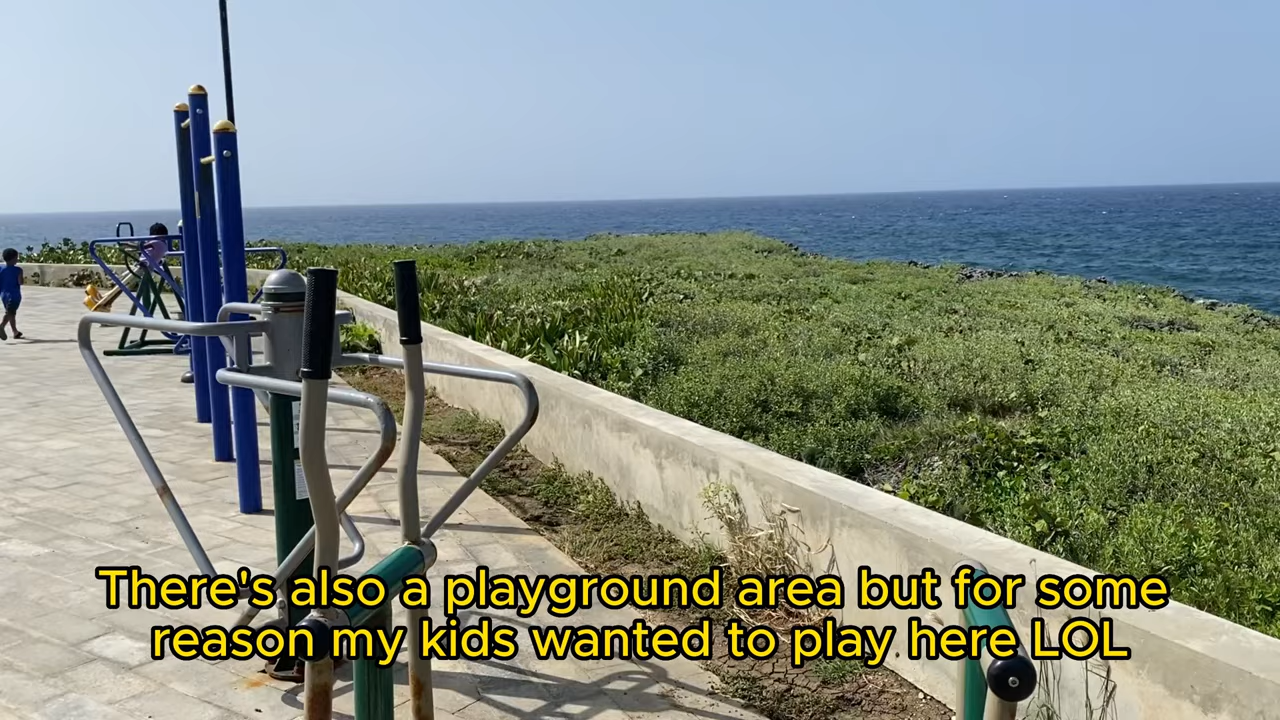 There's also a playground area but for some
reason my kids wanted to play here LOL